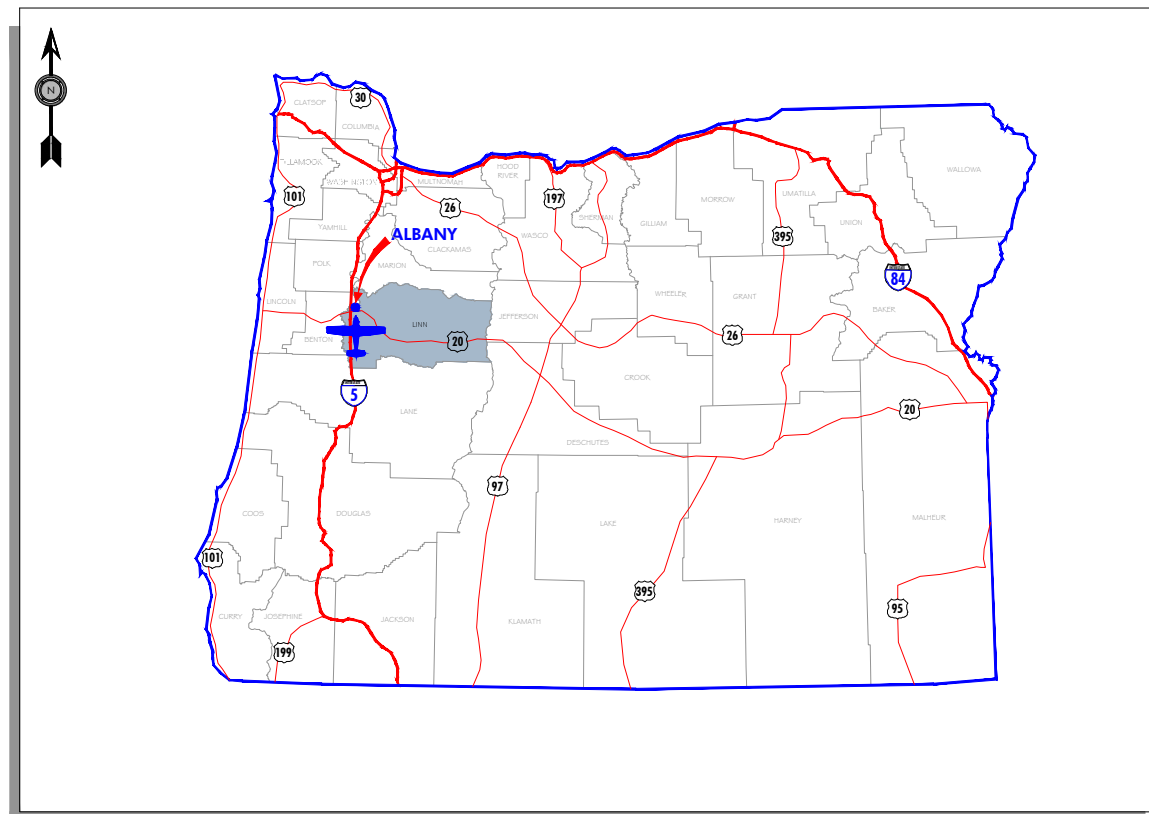 N
CLATSOP
30
COLUMBIA
TILLAMOOK
WASHINGTON
MULTNOMAH
HOOD
RIVER
WALLOWA
101
26
197
SHERMAN
MORROW
UMATILLA
UNION
YAMHILL
ALBANY
CLACKAMAS
WASCO
GILLIAM
395
POLK
MARION
84
LINCOLN
LINN
JEFFERSON
WHEELER
GRANT
BAKER
BENTON
20
26
CROOK
5
LANE
20
DESCHUTES
97
COOS
DOUGLAS
LAKE
HARNEY
MALHEUR
101
395
95
CURRY
JOSEPHINE
JACKSON
KLAMATH
199